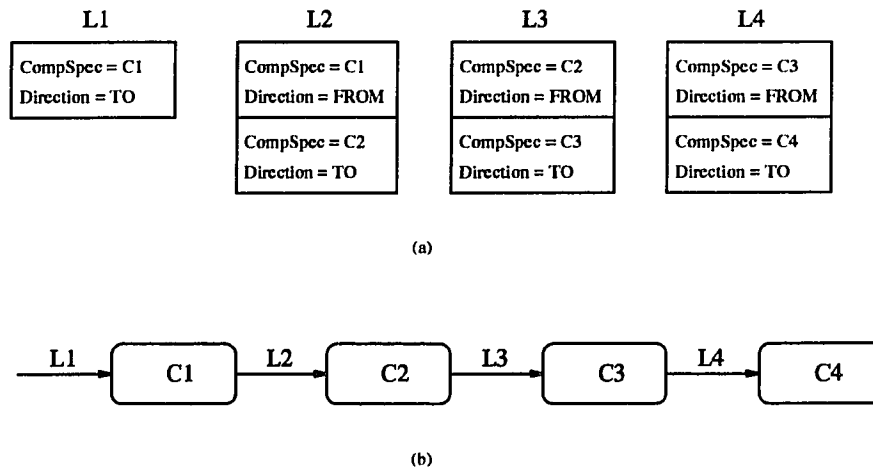 L1
L2
L3
L4
CompSpec = C1
Direction = TO
CompSpec = C1
Direction = FROM
CompSpec = C2
Direction = TO
CompSpec = C2
Direction = FROM
CompSpec = C3
Direction = TO
CompSpec = C3
Direction = FROM
CompSpec = C4
Direction = TO
(a)
L1
C1
L2
C2
L3
C3
L4
C4
(b)